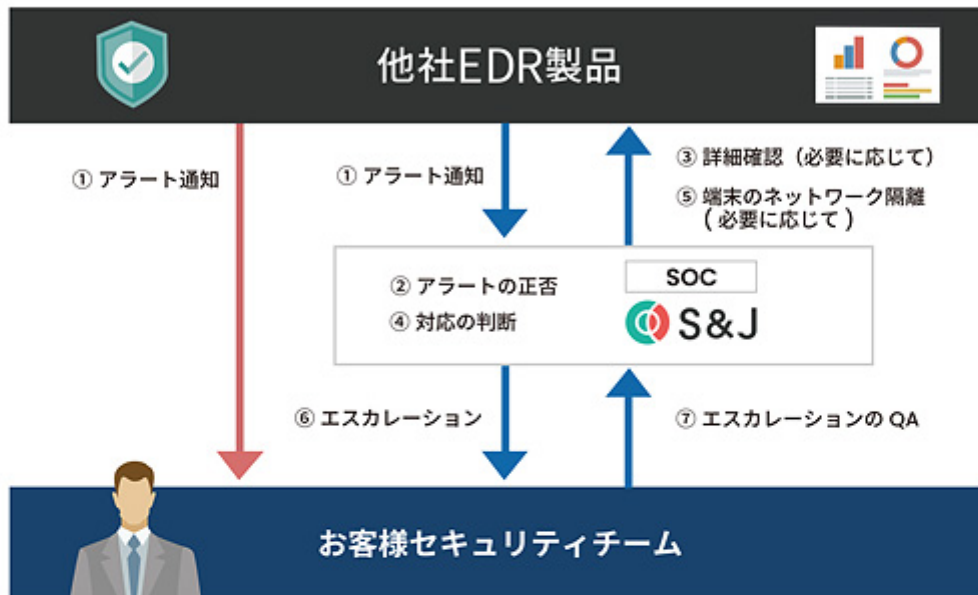 他社EDR製品
① アラート通知
① アラート通知
③ 詳細確認（必要に応じて）
⑤ 端末のネットワーク隔離
( 必要に応じて )
② アラートの正否
④ 対応の判断
SOC
S&J
⑥ エスカレーション
⑦ エスカレーションの QA
お客様セキュリティチーム